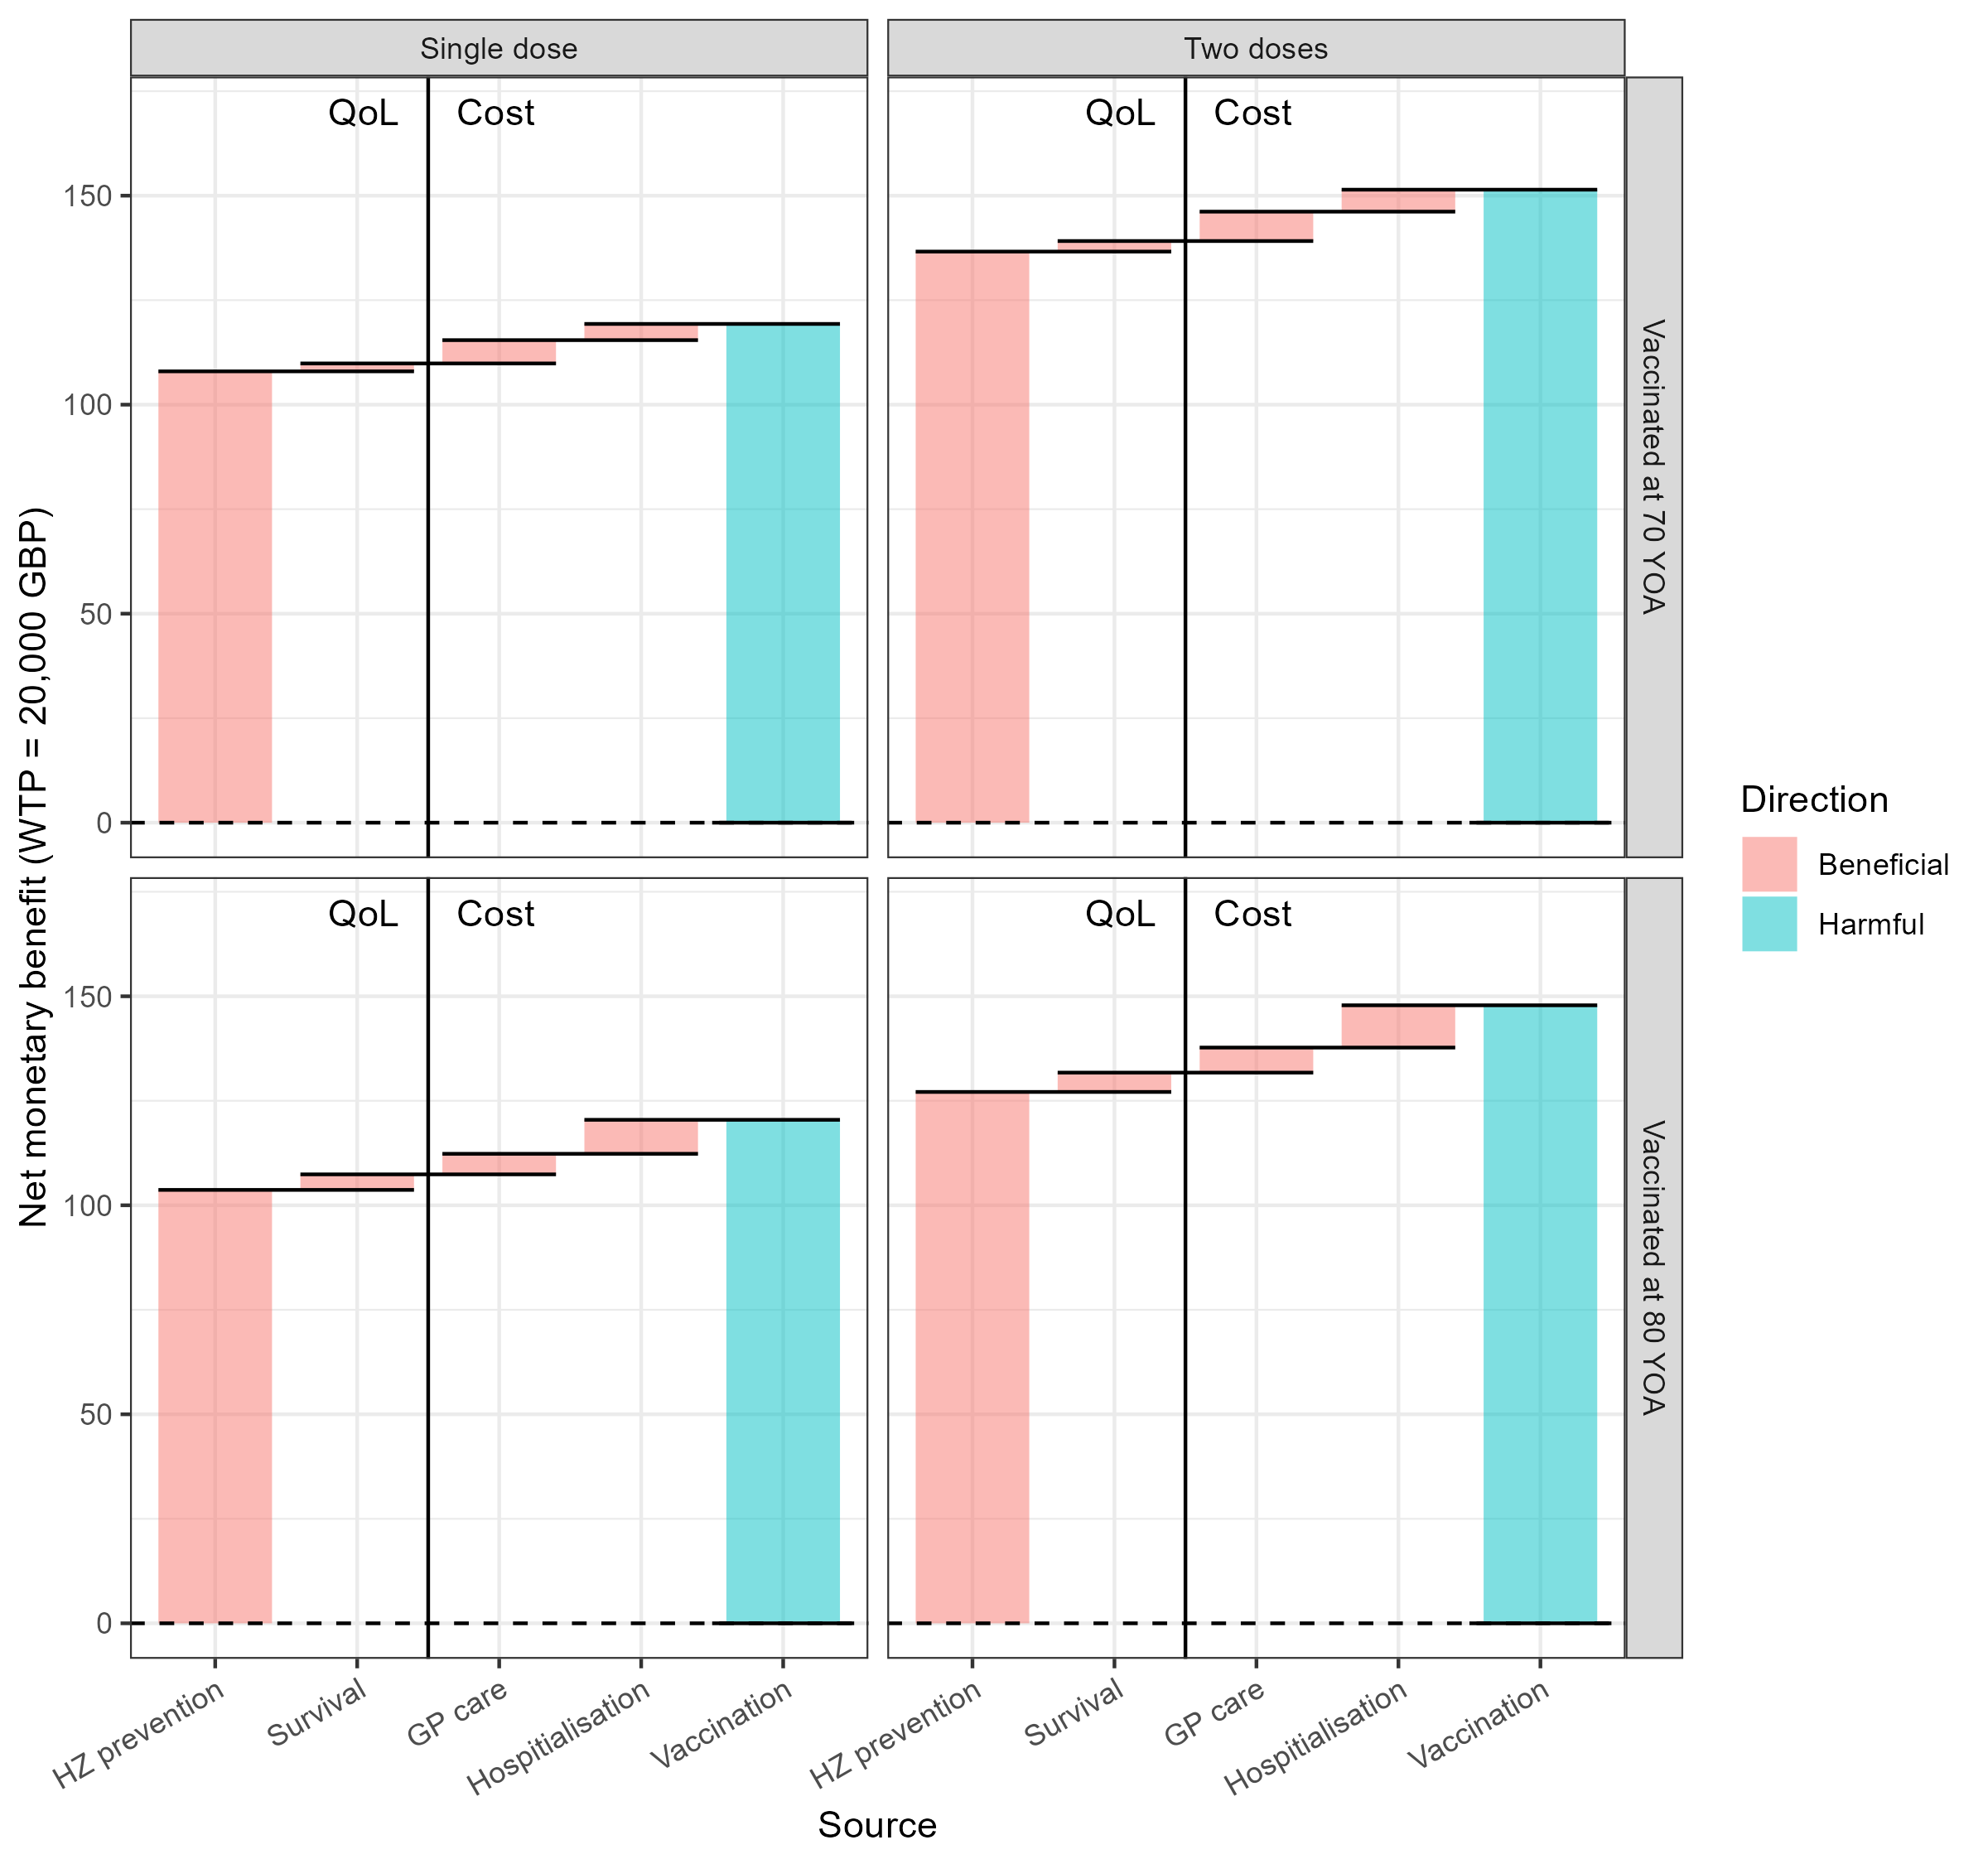 Single dose
Two doses
QoL Cost
QoL Cost
150
100
50
0
Vaccinated at 70 YOA
QoL Cost
QoL Cost
150
100
50
0
Vaccinated at 80 YOA
Net monetary benefit (WTP = 20,000 GBP)
HZ prevention
Survival
GP care
Hospitialisation
Vaccination
HZ prevention
Survival
GP care
Hospitialisation
Vaccination
Source
Direction
Beneficial
Harmful